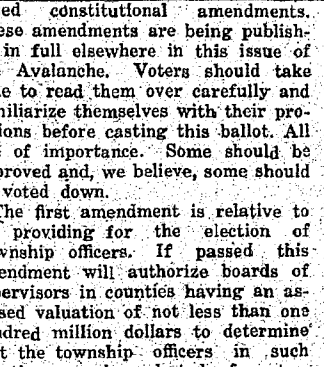 ed constitutional amendments.
ese amendments are being publish-
in full elsewhere in this issue of
Avalanche. Voters should take
e to read them over carefully and
niliarize themselves with their pro-
ions before casting this ballot. All
of importance. Some should be
proved and, we believe, some should
voted down.
The first amendment is relative to
providing for the election of
vnship officers. If passed this
endment will authorize boards of
ervisors in counties having an as-
sed valuation of not less than one
ndred million dollars to determine
t the township officers in such